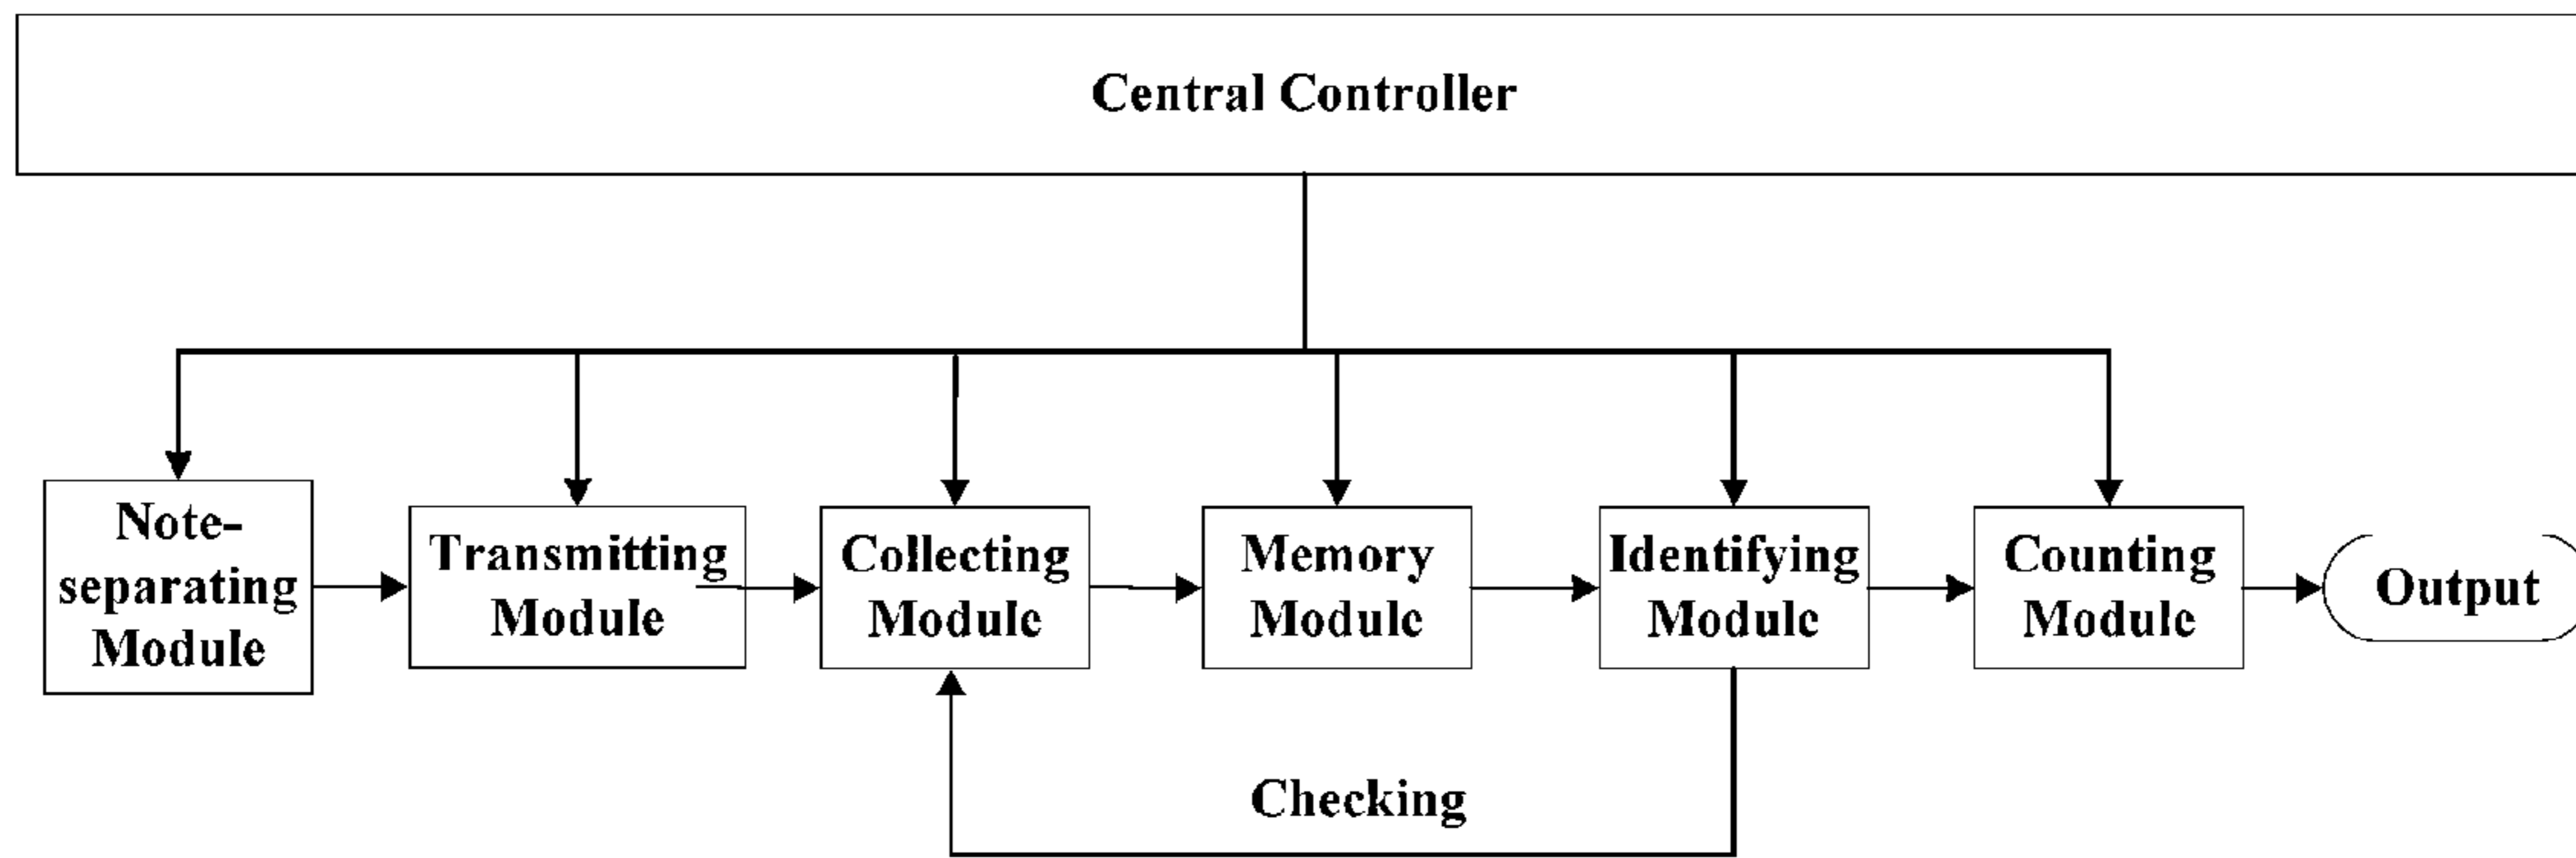 Central Controller
Note-
separating
Module
Transmitting
Module
Collecting
Module
Memory
Module
Identifying
Module
Counting
Module
Output
Checking